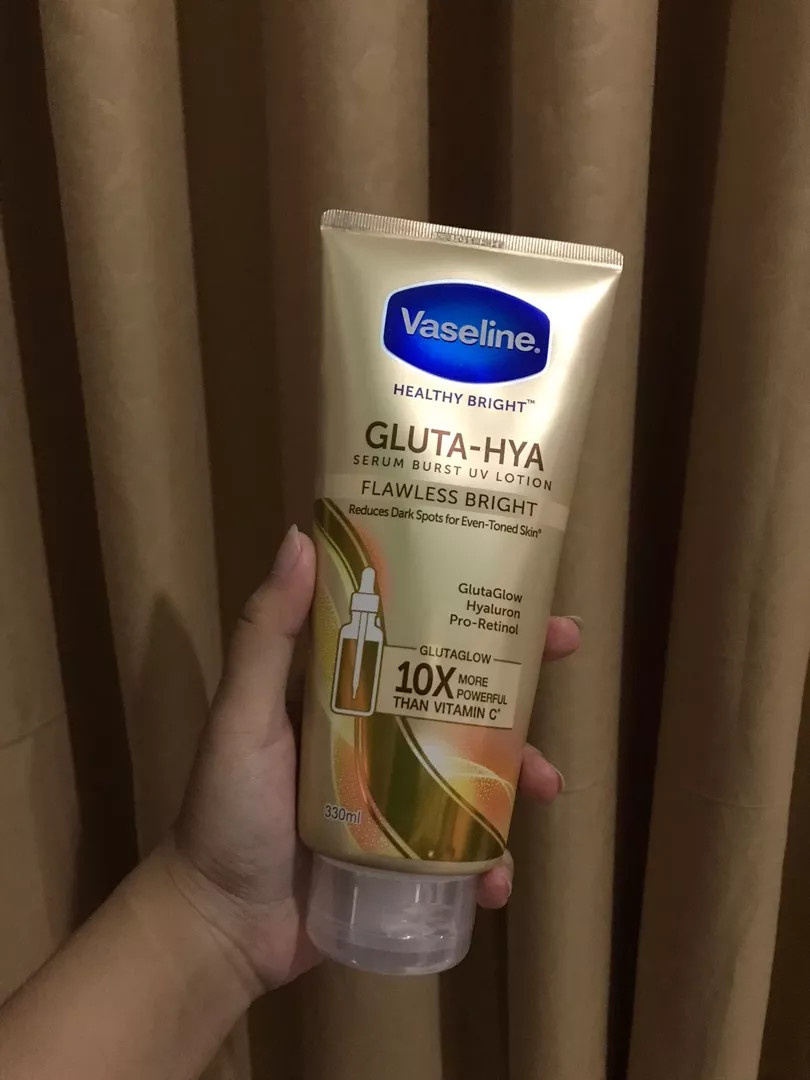 Vaseline.
HEALTHY BRIGHT™
GLUTA-HYA
SERUM BURST UV LOTION
FLAWLESS BRIGHT
Reduces Dark Spots for Even-Toned Skin*
GlutaGlow
Hyaluron
Pro-Retinol
GLUTAGLOW
10X MORE POWERFUL
THAN VITAMIN C*
330ml